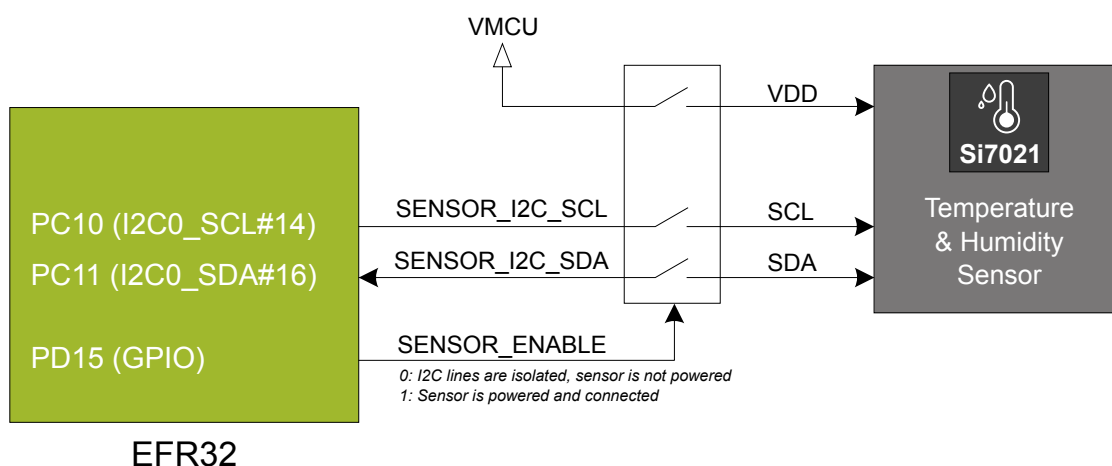 VMCU
VDD
Si7021
PC10 (I2C0_SCL#14)
SENSOR_I2C_SCL
SCL
Temperature
& Humidity
Sensor
PC11 (I2C0_SDA#16)
SENSOR_I2C_SDA
SDA
PD15 (GPIO)
SENSOR_ENABLE
0: I2C lines are isolated, sensor is not powered
1: Sensor is powered and connected
EFR32